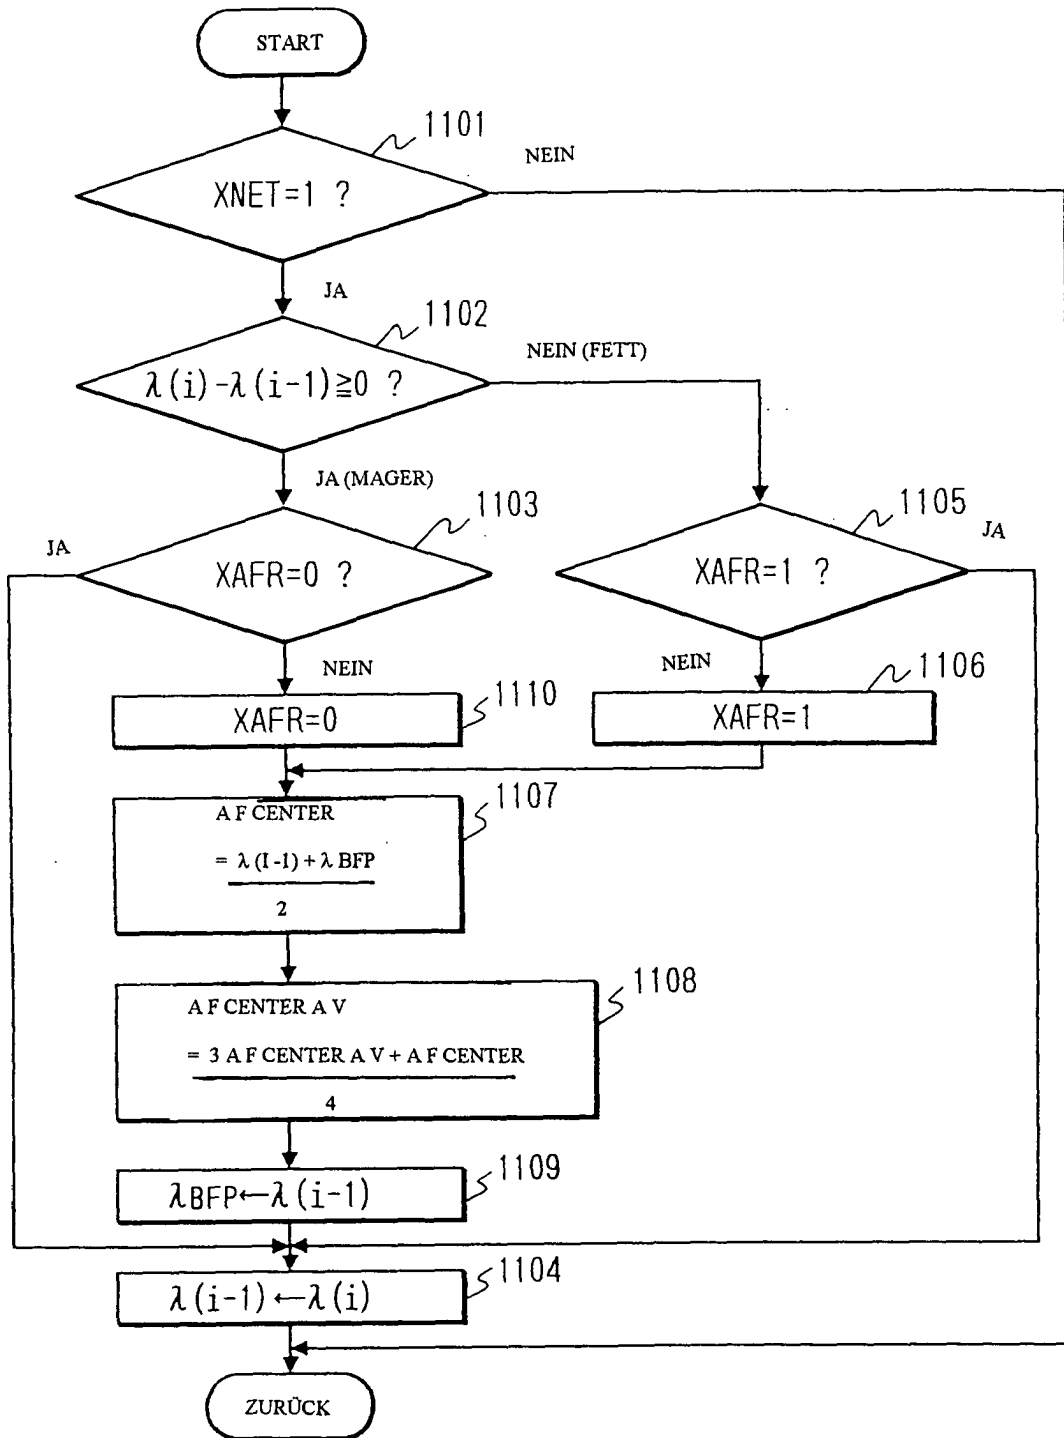 START
1101
NEIN
XNET=1 ?
JA
1102
NEIN (FETT)
λ(i)-λ(i-1)≧0 ?
JA (MAGER)
1103
1105
JA
JA
XAFR=0 ?
XAFR=1 ?
NEIN
NEIN
1110
1106
XAFR=0
XAFR=1
1107
A F CENTER
= λ (I -1) + λ BFP
2
1108
A F CENTER A V
= 3 A F CENTER A V + A F CENTER
4
1109
λBFP←λ(i-1)
1104
λ(i-1)←λ(i)
ZURÜCK